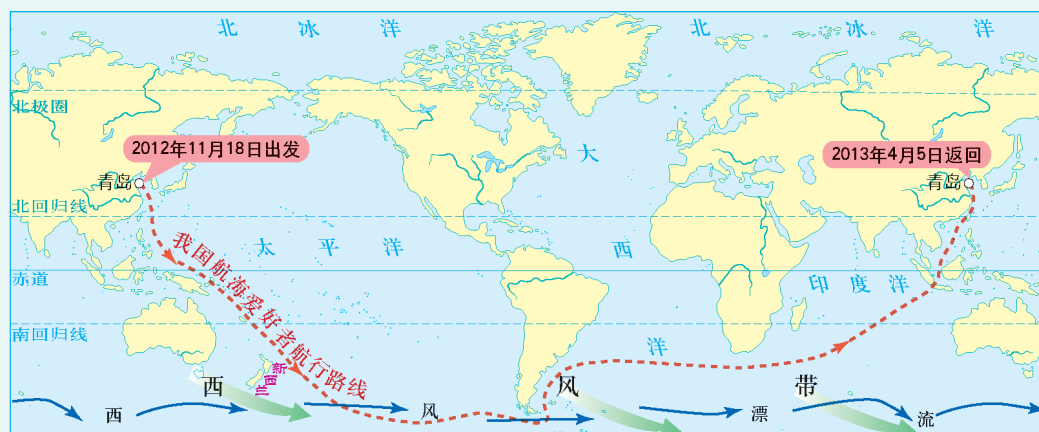 北 冰 洋
北 冰 洋
北极圈
2012年11月18日出发
大
2013年4月5日返回
青岛
青岛
北回归线
太 平 洋
西
我国航海爱好者航行路线
赤道
印 度 洋
南回归线
洋
新西兰
西 风 带
西 风 漂 流